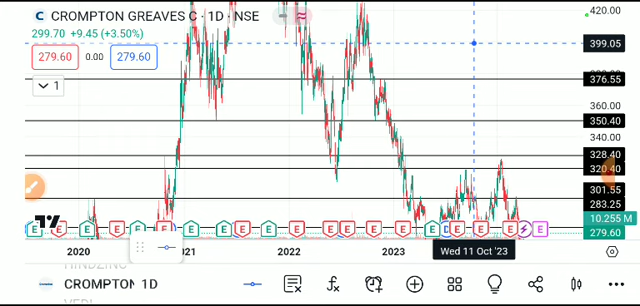 C CROMPTON GREAVES C · 1D · NSE
299.70 +9.45 (+3.50%)
279.60 0.00 279.60
1
420.00
399.05
376.55
360.00
350.40
340.00
328.40
320.40
301.55
283.25
10.255M
279.60
E E E E E E E E E E E E E E E E E
2020 2022 2023 Wed 11 Oct '23
CROMPTON 1D